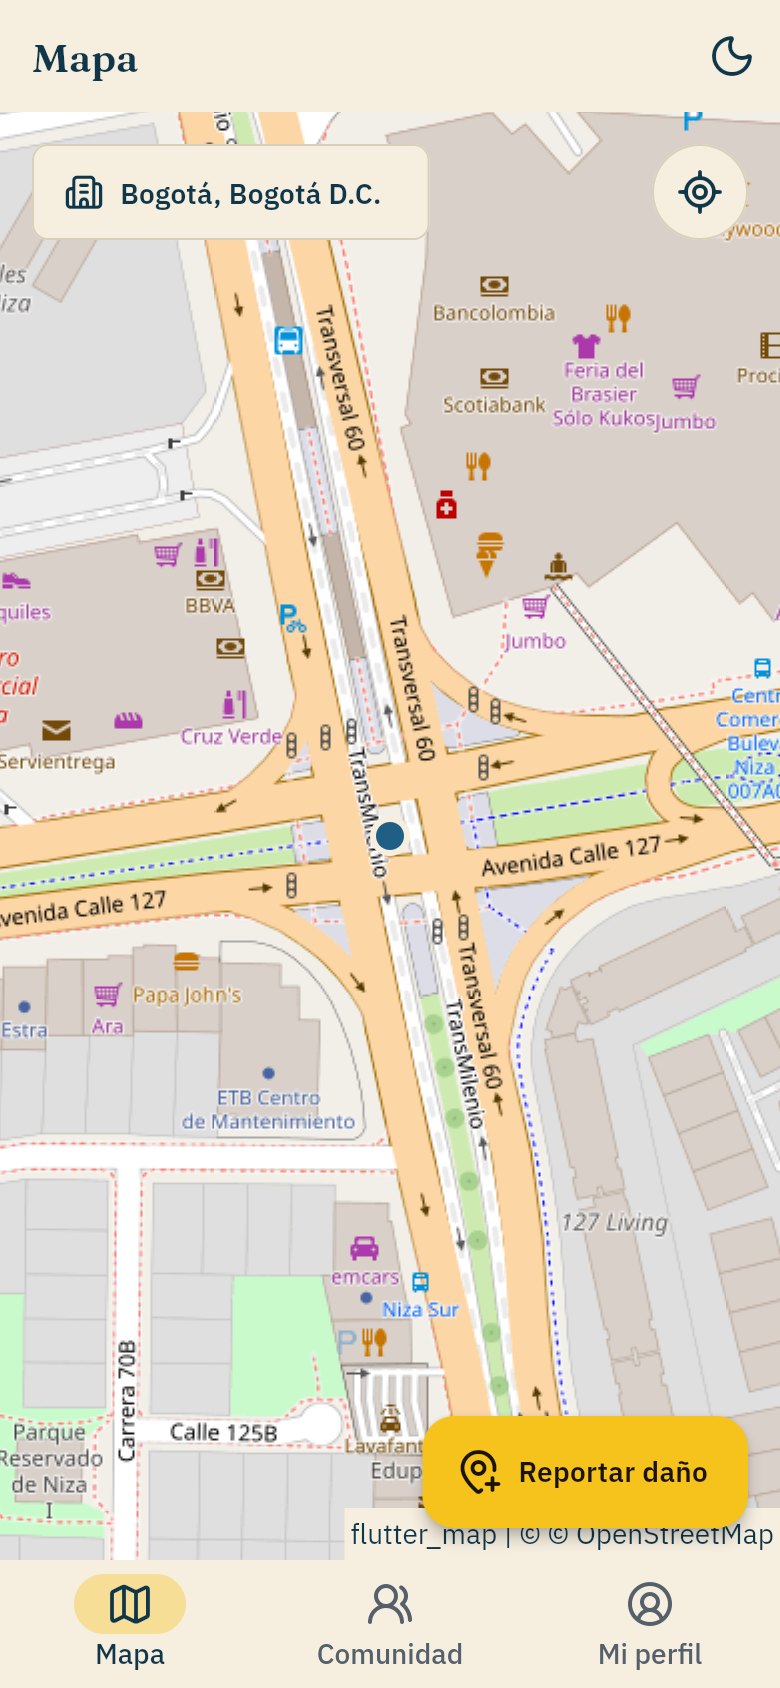 Mapa
Bogotá, Bogotá D.C.
Bancolombia
Transversal 60
Feria del
Brasier
Sólo Kukos
Jumbo
Scotiabank
BBVA
Jumbo
Transversal 60
Cruz Verde
Servientrega
TransMilenio
Avenida Calle 127
Avenida Calle 127
Papa John's
Estra
Ara
Transversal 60
TransMilenio
ETB Centro
de Mantenimiento
127 Living
emcars
Niza Sur
P
Carrera 70B
Calle 125B
Parque
Reservado
de Niza
I
Lavafant
Edup
Reportar daño
flutter_map | © © OpenStreetMap
Mapa
Comunidad
Mi perfil